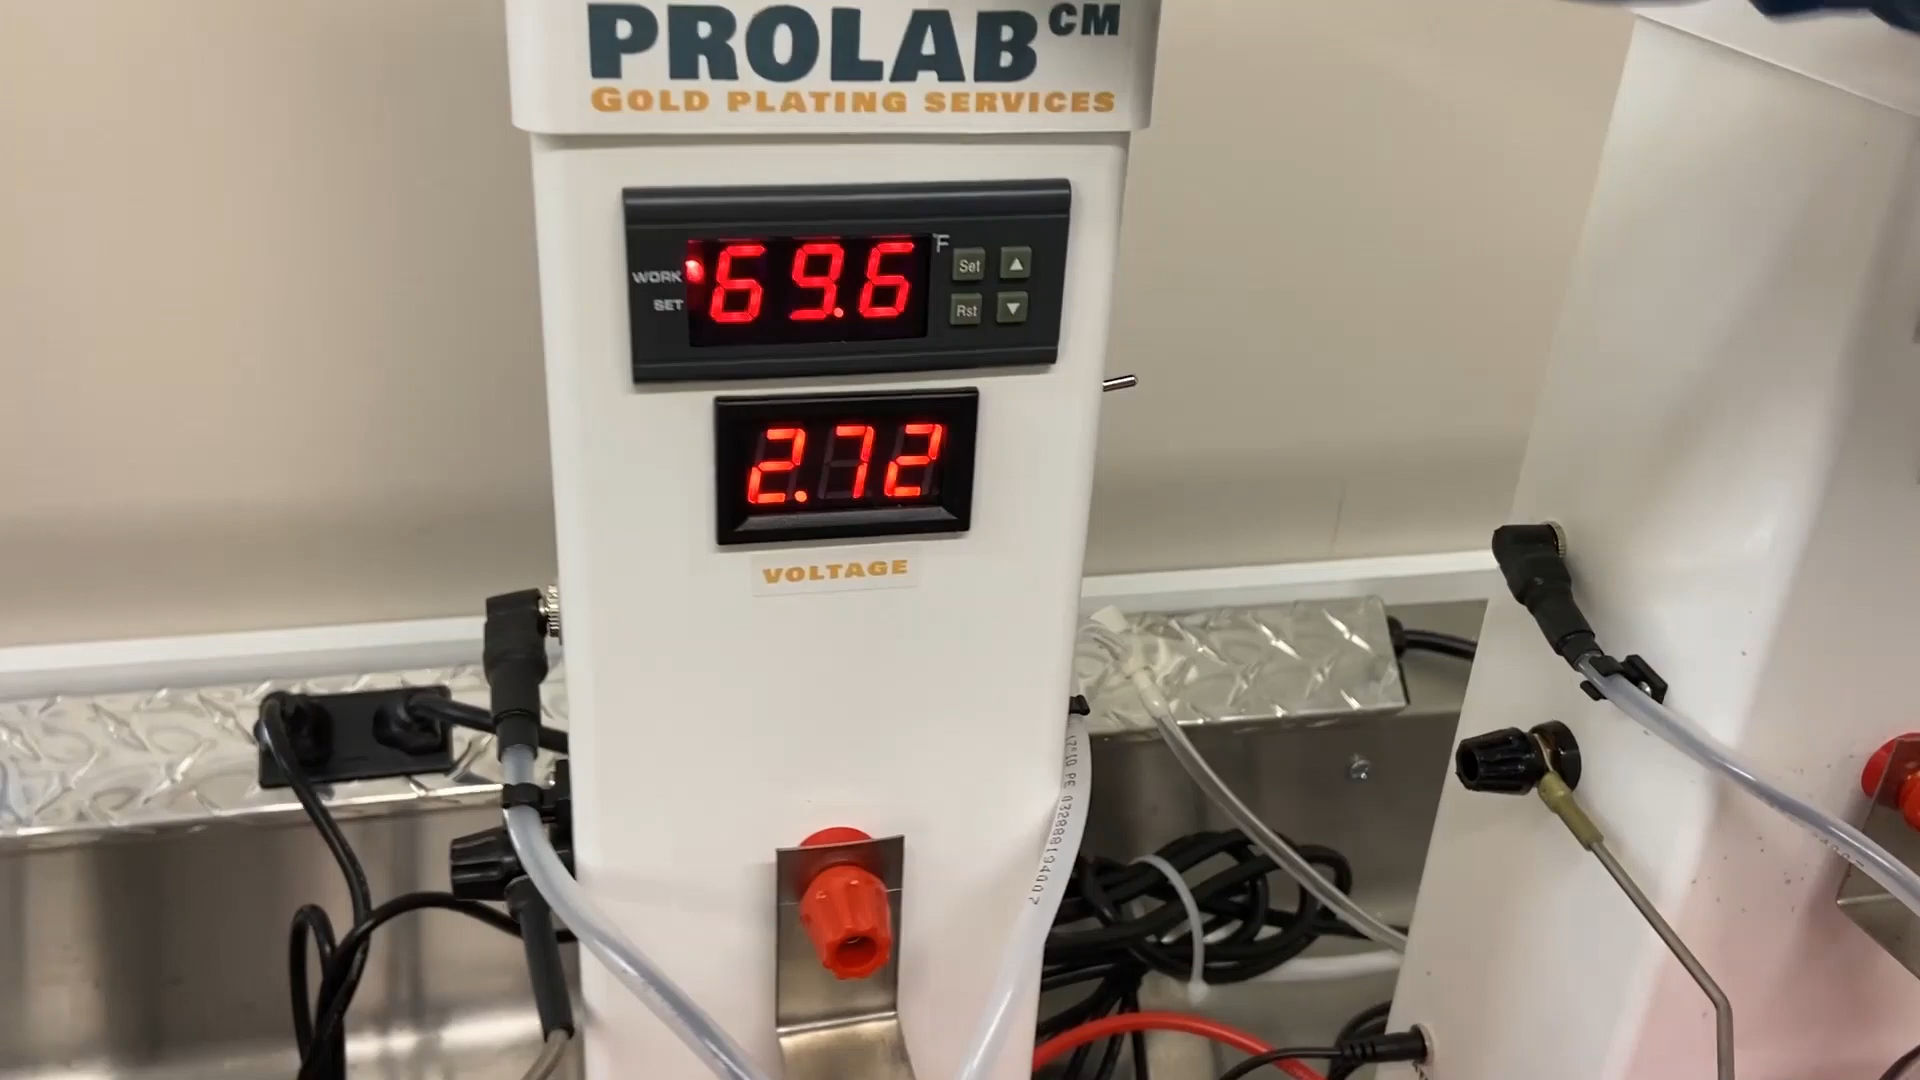 PROLAB CM
GOLD PLATING SERVICES
69.6 °F
WORK
SET
Set ▲
Rst ▼
2.72
VOLTAGE